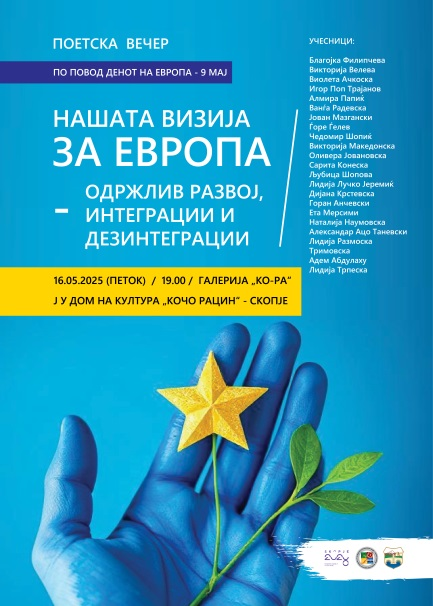 ПОЕТСКА ВЕЧЕР
ПО ПОВОД ДЕНОТ НА ЕВРОПА - 9 МАЈ
НАШАТА ВИЗИЈА
ЗА ЕВРОПА
- ОДРЖЛИВ РАЗВОЈ,
ИНТЕГРАЦИИ И
ДЕЗИНТЕГРАЦИИ
16.05.2025 (ПЕТОК) / 19.00 / ГАЛЕРИЈА „КО-РА“
Ј У ДОМ НА КУЛТУРА „КОЧО РАЦИН“ - СКОПЈЕ
УЧЕСНИЦИ:
Благојка Филипчева
Викторија Велева
Виолета Ачкоска
Игор Поп Трајанов
Алмира Папиќ
Ванѓа Радевска
Јован Мазгански
Горе Ѓелев
Чедомир Шопиќ
Викторија Македонска
Оливера Јовановска
Сарита Конеска
Љубица Шопова
Лидија Лучко Јеремиќ
Дијана Крстевска
Горан Анчевски
Ета Мерсими
Наталија Наумовска
Александар Ацо Таневски
Лидија Размоска
Тримовска
Адем Абдулаху
Лидија Трпеска